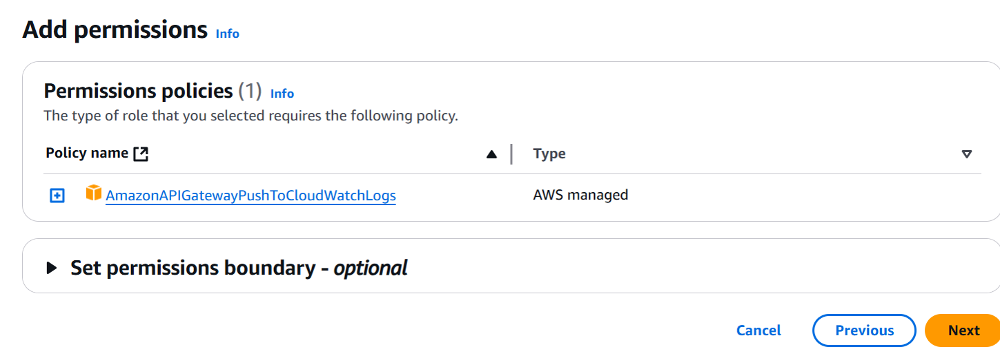 Add permissions Info
Permissions policies (1) Info
The type of role that you selected requires the following policy.
Policy name Type
AmazonAPIGatewayPushToCloudWatchLogs AWS managed
Set permissions boundary - optional
Cancel Previous Next